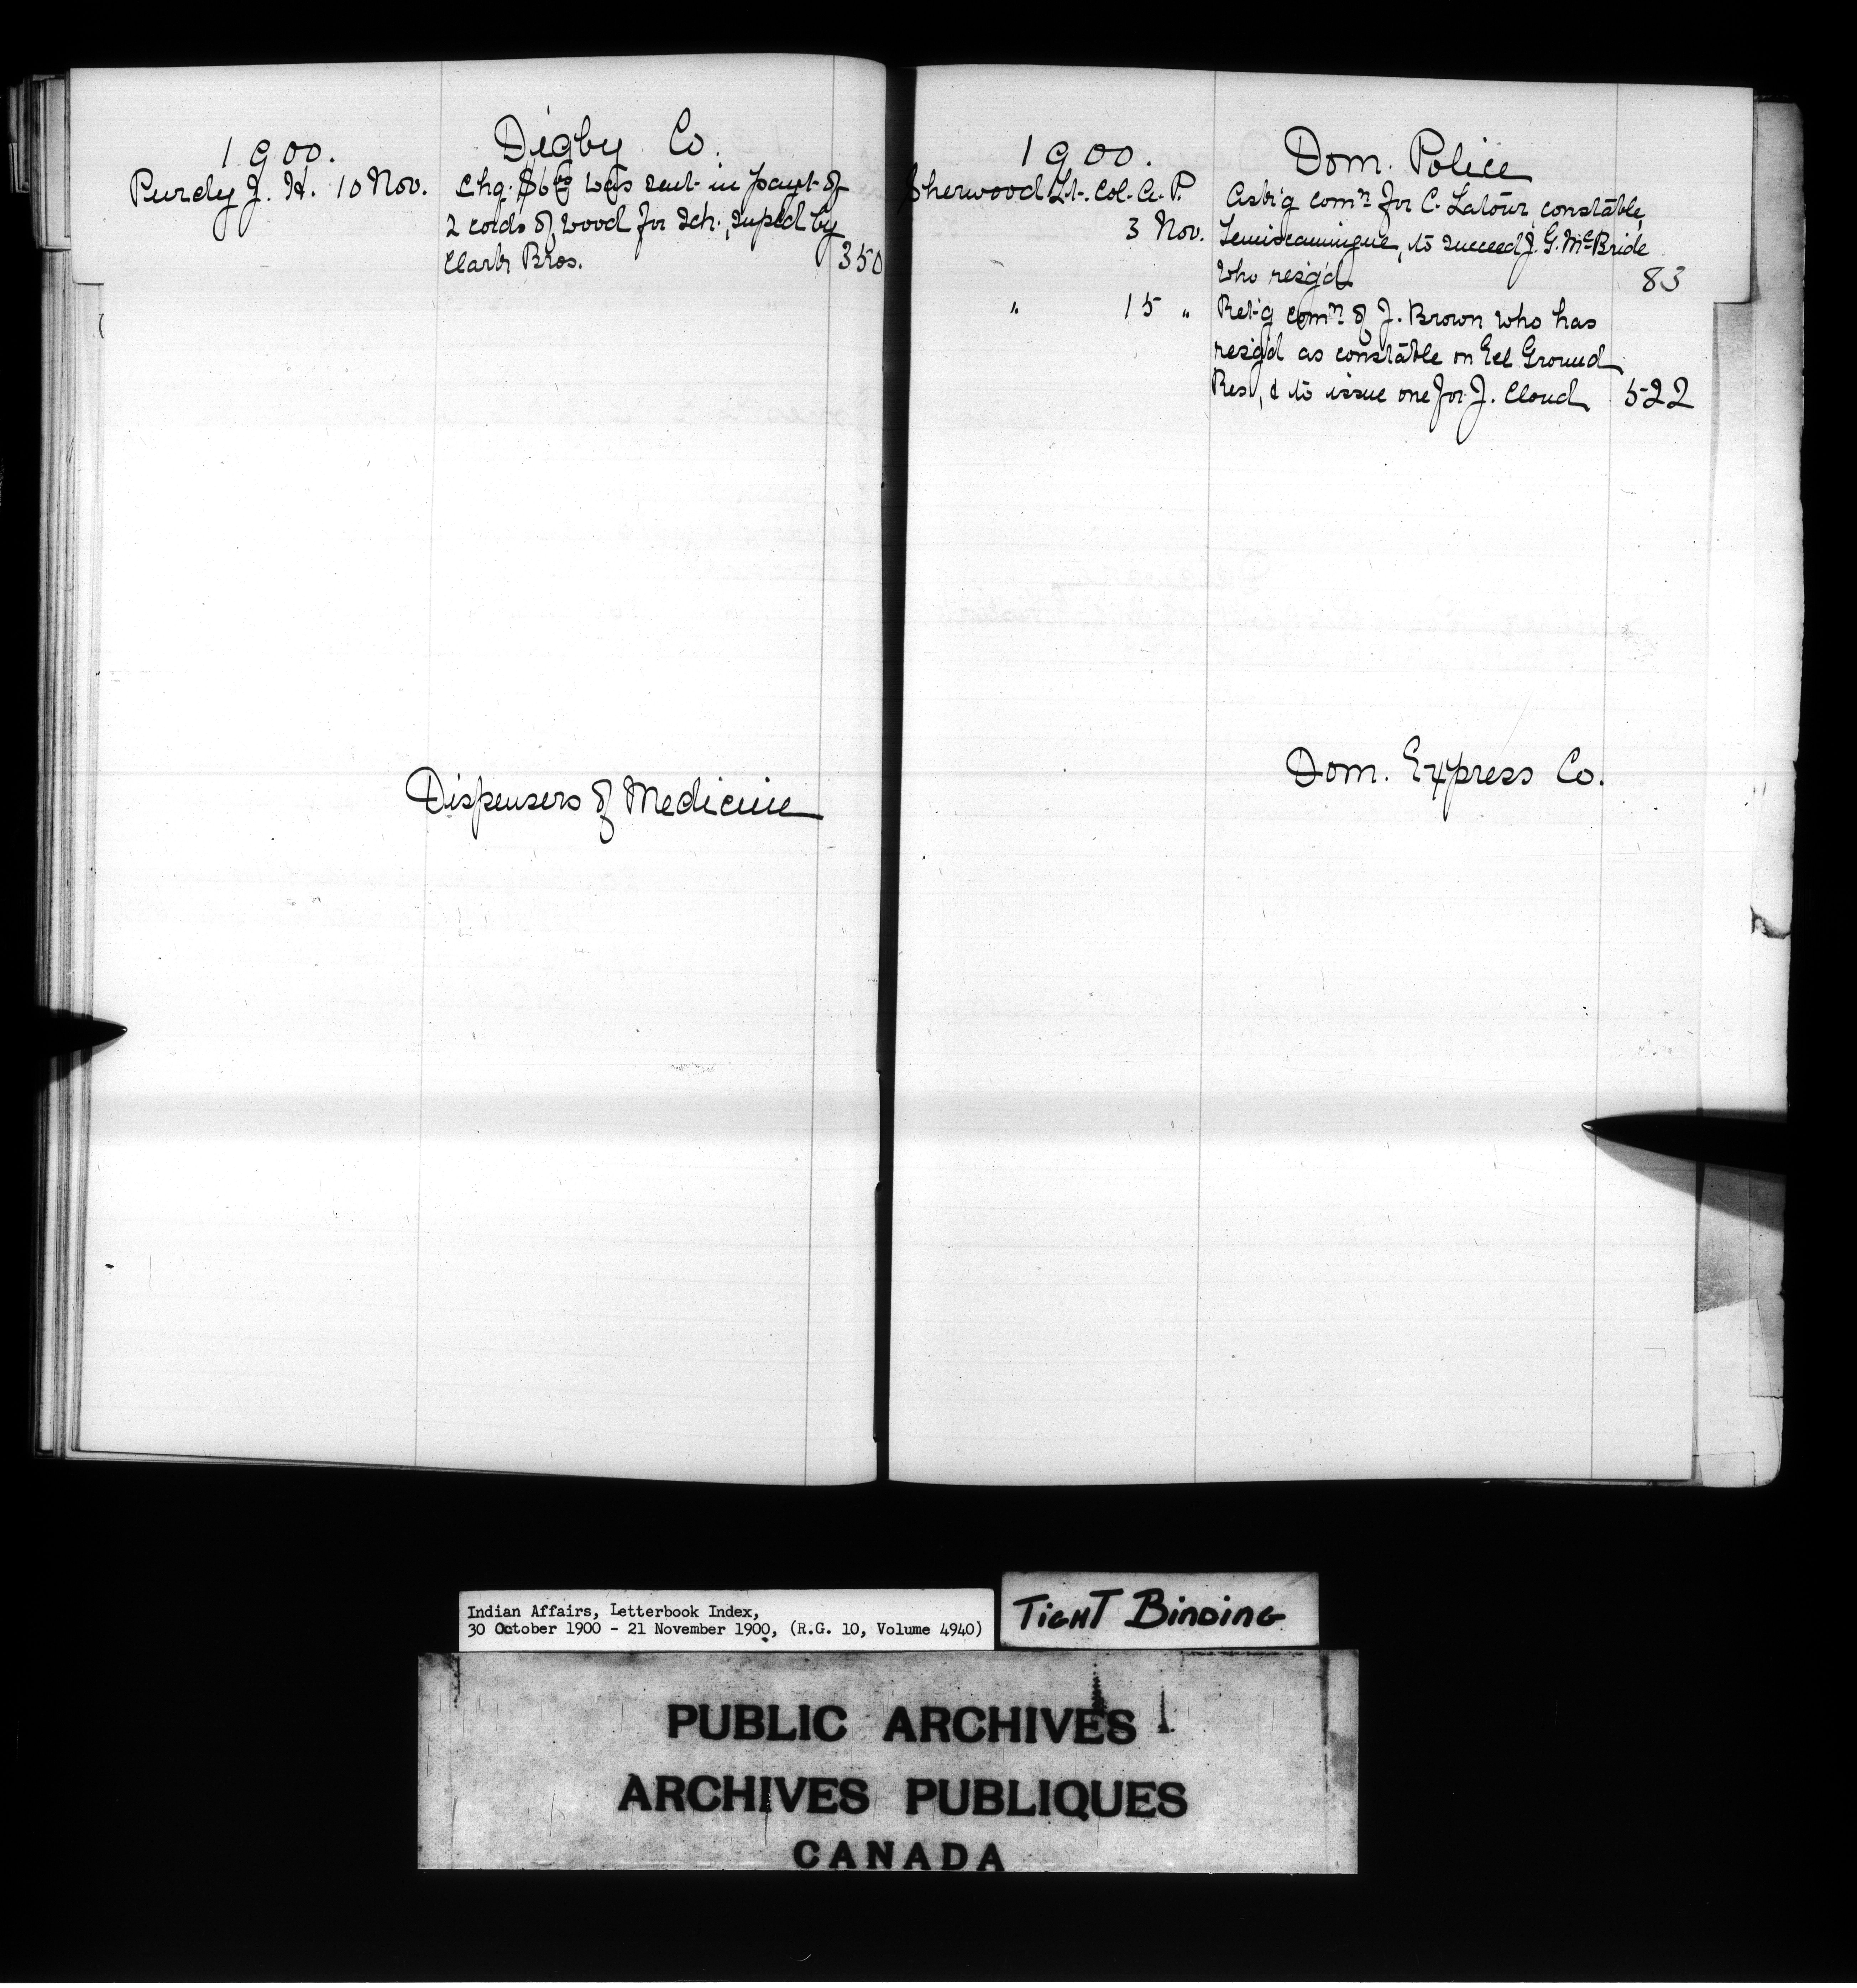 1900. Digby Co.
Purdy J. H. 10 Nov. Chq. $6 was sent in payt of
2 cords of wood for sch., supd by
Clark Bros. 350
Dispensers of Medicine
1900. Dom. Police
Sherwood Lt. Col. A. P. Ask'g comn for C. Latour, constable,
3 Nov. Temiscamingue, to succeed J. G. McBride
who resg'd 83
" 15 " Ret'g comn of J. Brown who has
resg'd as constable on Eel Ground
Res, & to issue one for J. Cloud 522
Dom. Express Co.
Indian Affairs, Letterbook Index,
30 October 1900 - 21 November 1900, (R.G. 10, Volume 4940)
TIGHT BINDING
PUBLIC ARCHIVES
ARCHIVES PUBLIQUES
CANADA